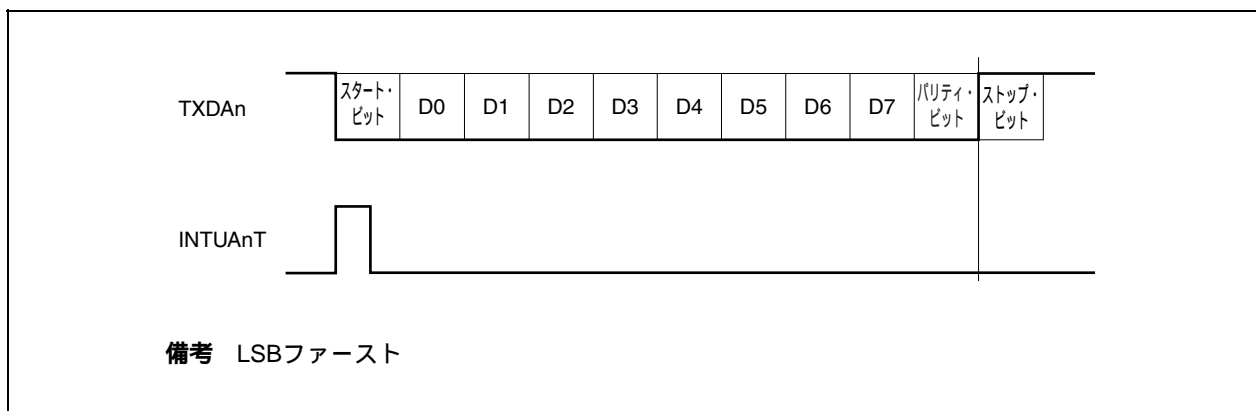 TXDAn
スタート・
ビット
D0
D1
D2
D3
D4
D5
D6
D7
パリティ・
ビット
ストップ・
ビット
INTUAnT
備考 LSBファースト